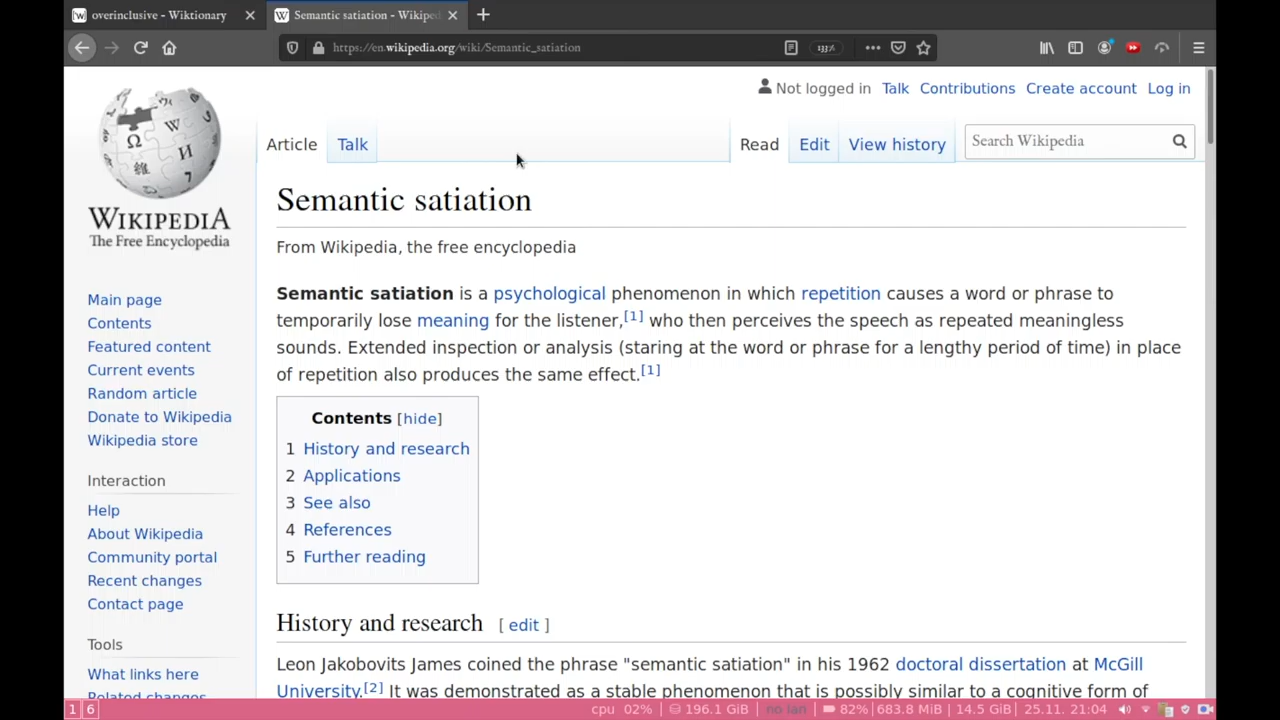 overinclusive - Wiktionary
Semantic satiation - Wikiped
https://en.wikipedia.org/wiki/Semantic_satiation
133%
Not logged in Talk Contributions Create account Log in
Article Talk Read Edit View history Search Wikipedia
WIKIPEDIA
The Free Encyclopedia
Main page
Contents
Featured content
Current events
Random article
Donate to Wikipedia
Wikipedia store
Interaction
Help
About Wikipedia
Community portal
Recent changes
Contact page
Tools
What links here
Related changes
Semantic satiation
From Wikipedia, the free encyclopedia
Semantic satiation is a psychological phenomenon in which repetition causes a word or phrase to
temporarily lose meaning for the listener,[1] who then perceives the speech as repeated meaningless
sounds. Extended inspection or analysis (staring at the word or phrase for a lengthy period of time) in place
of repetition also produces the same effect.[1]
Contents [hide]
1 History and research
2 Applications
3 See also
4 References
5 Further reading
History and research [ edit ]
Leon Jakobovits James coined the phrase "semantic satiation" in his 1962 doctoral dissertation at McGill
University.[2] It was demonstrated as a stable phenomenon that is possibly similar to a cognitive form of
1 6 cpu 02% | 196.1 GiB | no lan | 82% | 683.8 MiB | 14.5 GiB | 25.11. 21:04